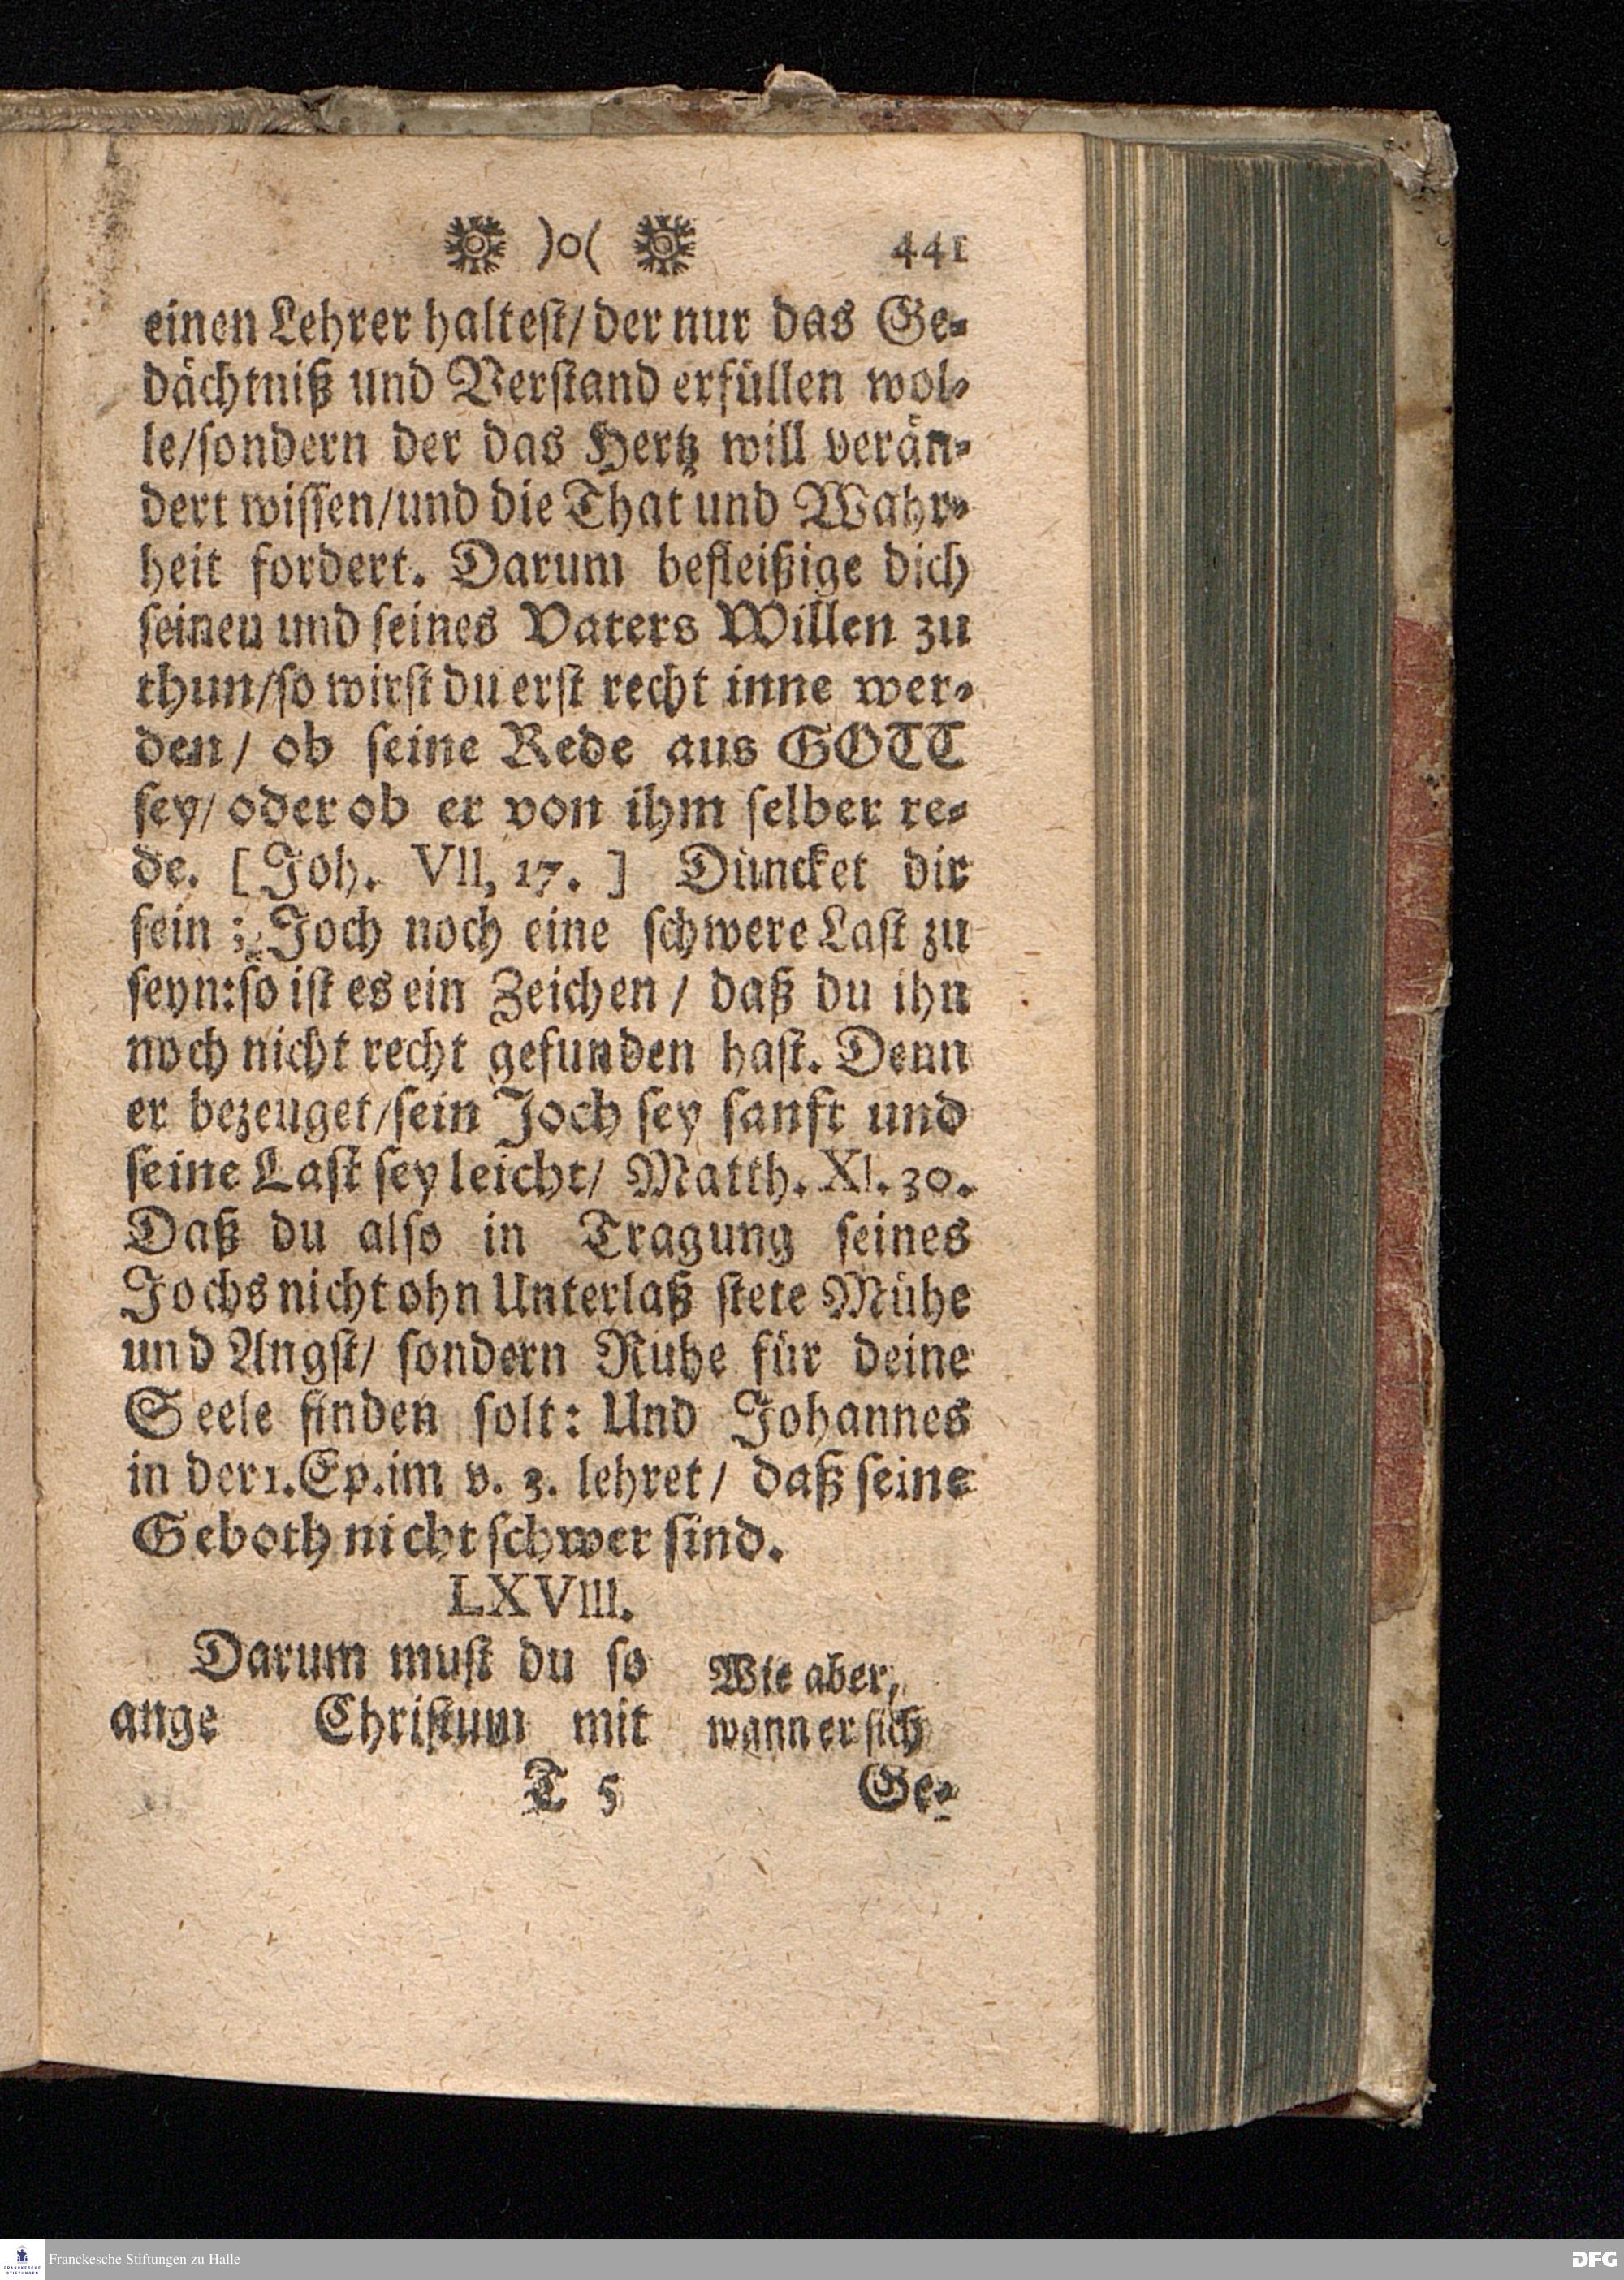 )o( 441
einen Lehrer haltest/ der nur das Ge-
dächtniß und Verstand erfüllen wol-
le/sondern der das Hertz will verän-
dert wissen/und die That und Wahr-
heit fordert. Darum befleißige dich
seinen und seines Vaters Willen zu
thun/so wirst du erst recht inne wer-
den/ ob seine Rede aus GOTT
sey/ oder ob er von ihm selber re-
de. [Joh. VII, 17. ] Düncket dir
sein ; Joch noch eine schwere Last zu
seyn:so ist es ein Zeichen / daß du ihn
noch nicht recht gefunden hast. Denn
er bezeuget/sein Joch sey sanft und
seine Last sey leicht/ Matth. XI. 30.
Daß du also in Tragung seines
Jochs nicht ohn Unterlaß stete Mühe
und Angst/ sondern Ruhe für deine
Seele finden solt: Und Johannes
in der 1. Ep. im v. 3. lehret/ daß seine
Geboth nicht schwer sind.
LXVIII.
Darum must du so
ange Christum mit
Wie aber,
wann er sich
T 5 Ge-
Franckesche Stiftungen zu Halle
DFG